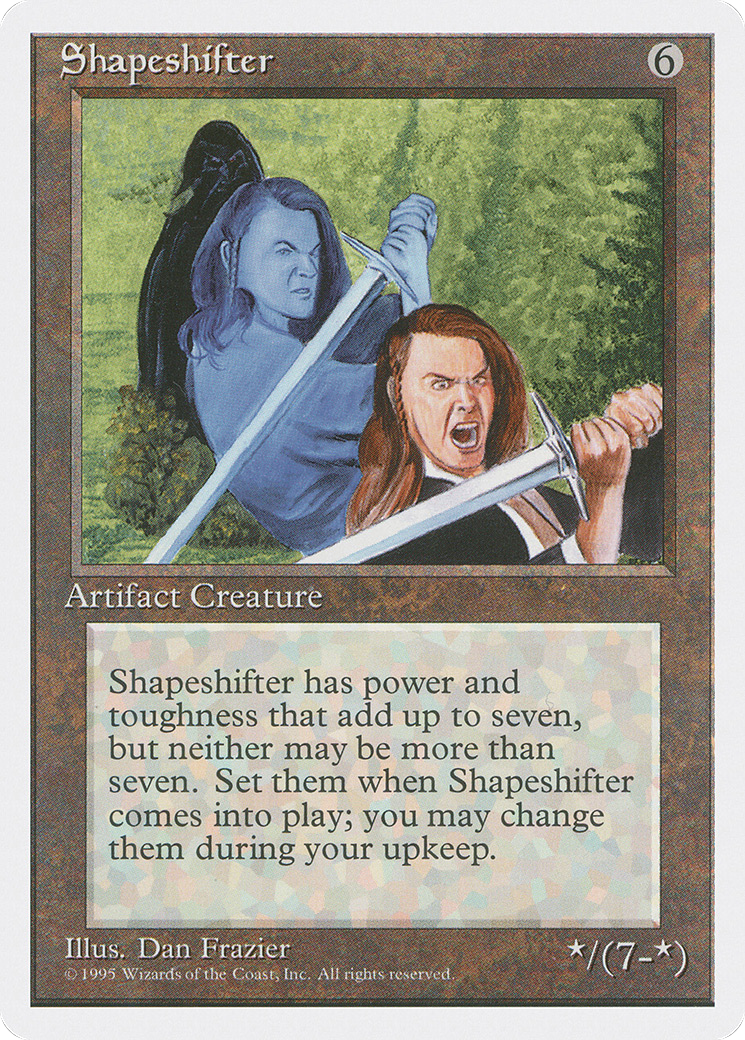 Shapeshifter 6
Artifact Creature
Shapeshifter has power and
toughness that add up to seven,
but neither may be more than
seven. Set them when Shapeshifter
comes into play; you may change
them during your upkeep.
Illus. Dan Frazier
© 1995 Wizards of the Coast, Inc. All rights reserved.
★/(7-★)